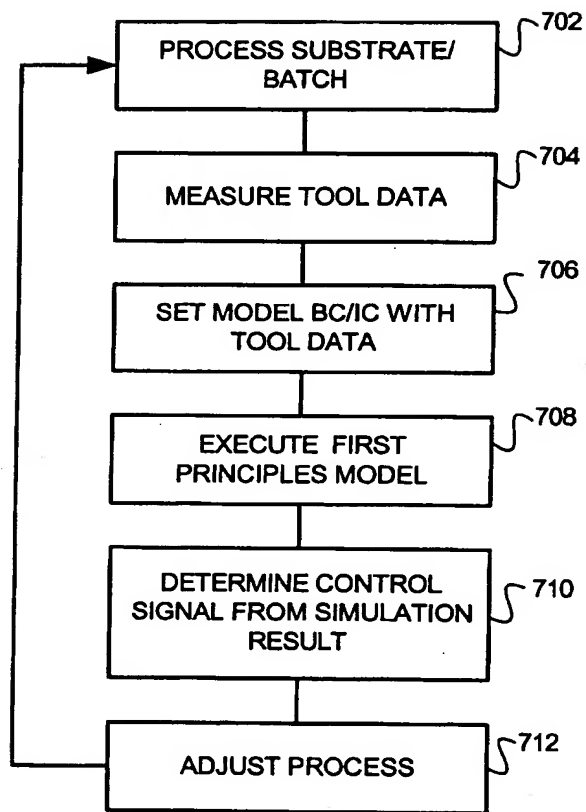 702
PROCESS SUBSTRATE/
BATCH
704
MEASURE TOOL DATA
706
SET MODEL BC/IC WITH
TOOL DATA
708
EXECUTE FIRST
PRINCIPLES MODEL
710
DETERMINE CONTROL
SIGNAL FROM SIMULATION
RESULT
712
ADJUST PROCESS